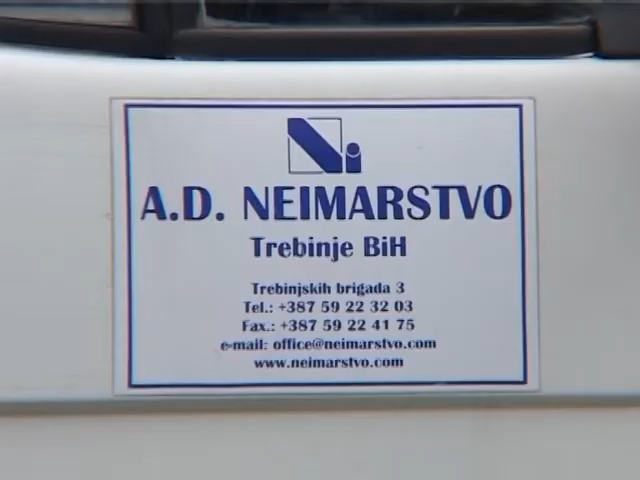 Ni
A.D. NEIMARSTVO
Trebinje BiH
Trebinjskih brigada 3
Tel.: +387 59 22 32 03
Fax.: +387 59 22 41 75
e-mail: office@neimarstvo.com
www.neimarstvo.com